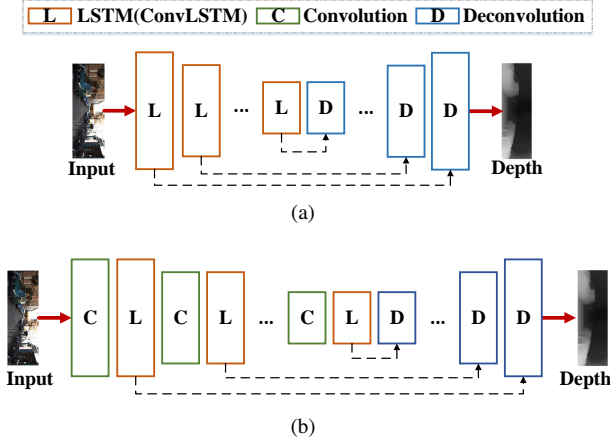 L LSTM(ConvLSTM) C Convolution D Deconvolution
L L ... L D ... D D
Input Depth
(a)
C L C L ... C L D ... D D
Input Depth
(b)